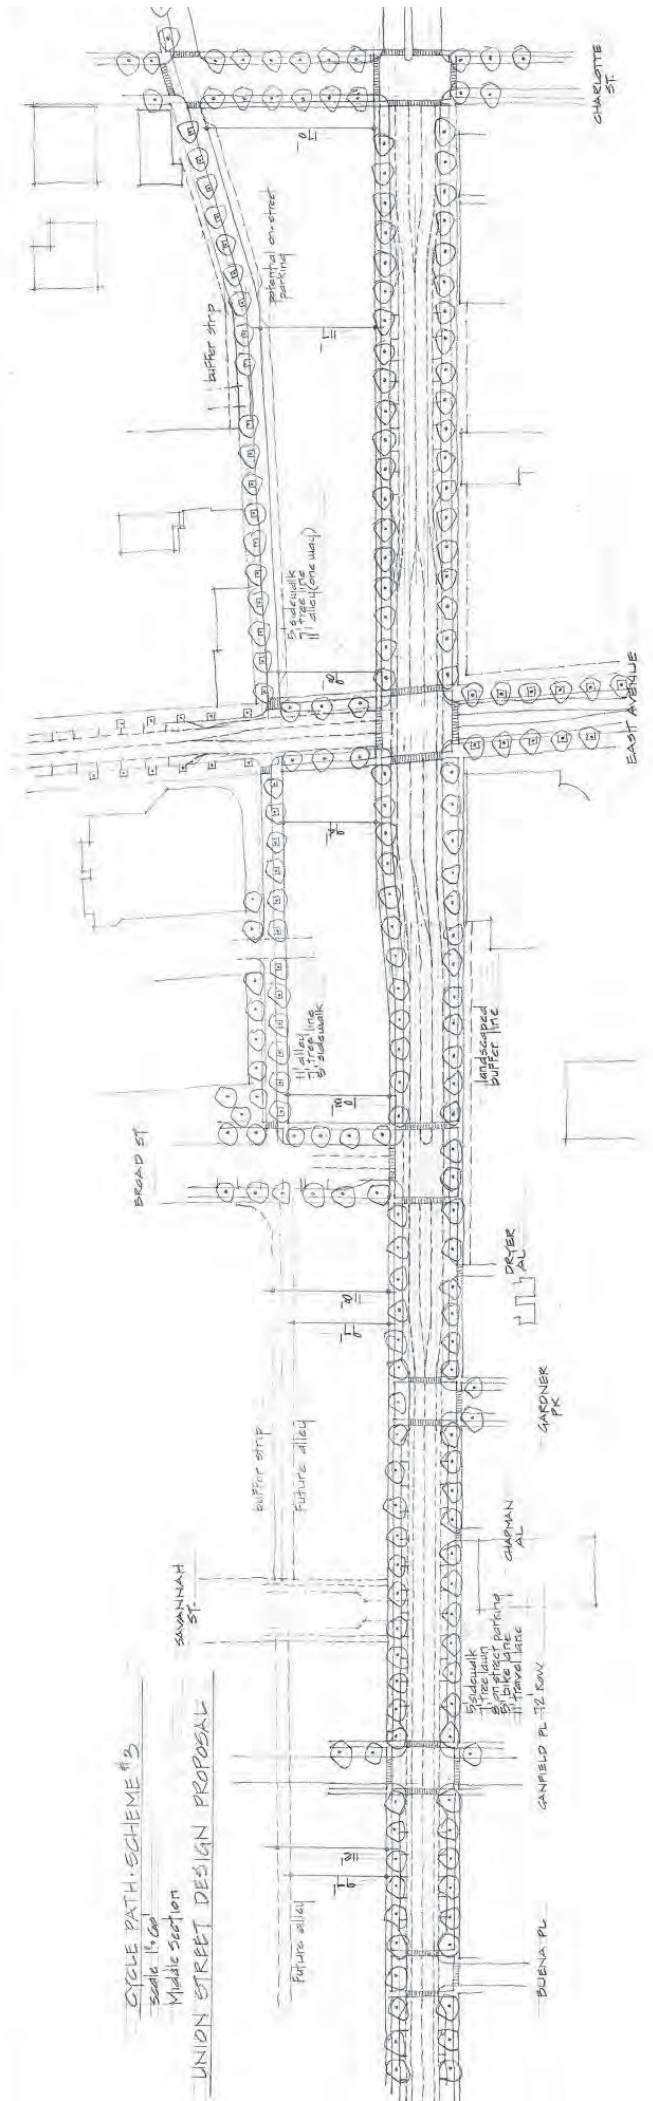 CYCLE PATH · SCHEME #3
Scale 1"=60'
Middle Section
UNION STREET DESIGN PROPOSAL
CHARLOTTE
ST.
potential on-street
parking
buffer strip
5' sidewalk
7' tree line
11' alley (one way)
EAST AVENUE
11' alley
7' tree line
5' sidewalk
landscaped
buffer line
BROAD ST
DRYER
AL
GARDNER
PK
buffer strip
Future alley
SAVANNAH
ST.
CHAPMAN
AL
5' sidewalk
7' tree lawn
8' on street parking
5' bike lane
11' travel lane
72' ROW
CANFIELD PL
Future alley
BUENA PL